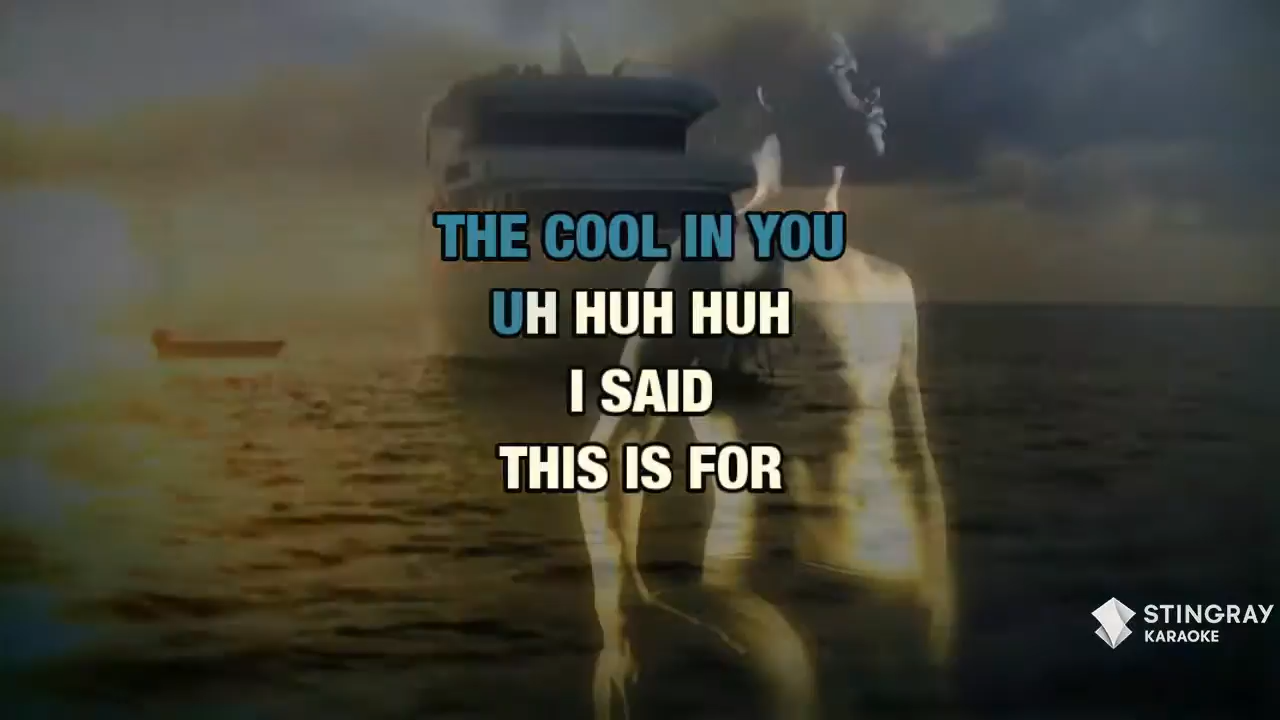 THE COOL IN YOU
UH HUH HUH
I SAID
THIS IS FOR
STINGRAY
KARAOKE